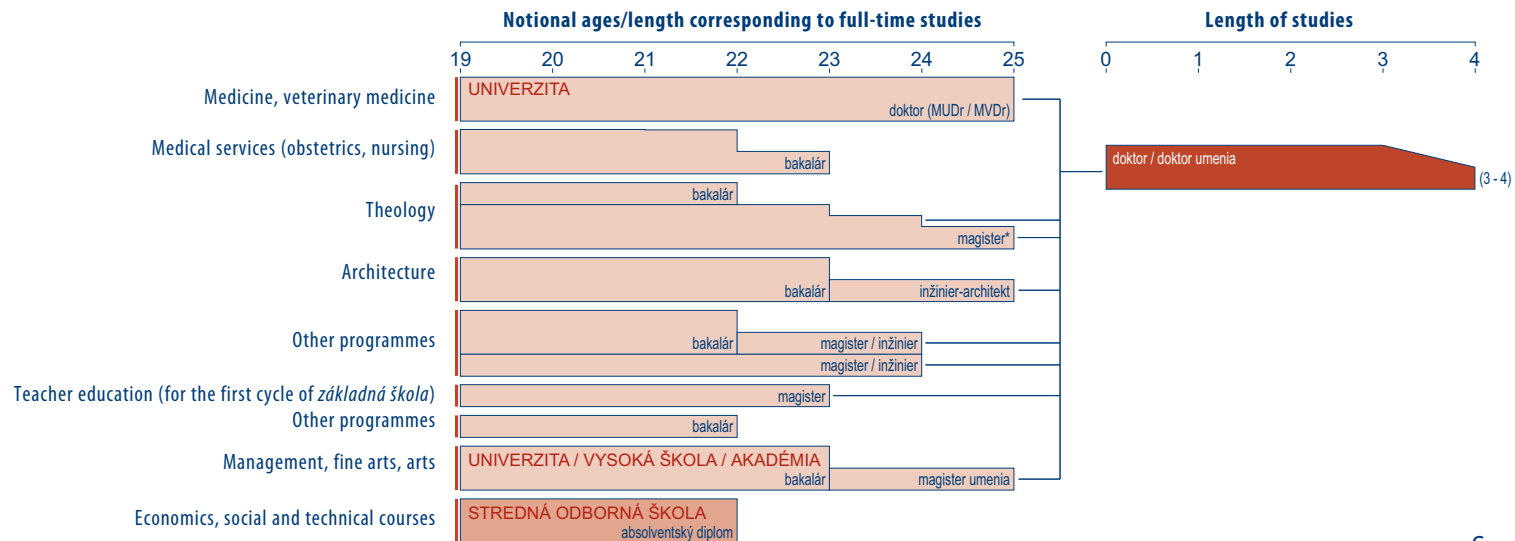 Notional ages/length corresponding to full-time studies
Length of studies
19 20 21 22 23 24 25
0 1 2 3 4
Medicine, veterinary medicine
UNIVERZITA
doktor (MUDr / MVDr)
Medical services (obstetrics, nursing)
bakalár
doktor / doktor umenia
(3 - 4)
bakalár
Theology
magister*
Architecture
bakalár
inžinier-architekt
Other programmes
bakalár
magister / inžinier
magister / inžinier
Teacher education (for the first cycle of základná škola)
magister
Other programmes
bakalár
Management, fine arts, arts
UNIVERZITA / VYSOKÁ ŠKOLA / AKADÉMIA
bakalár
magister umenia
Economics, social and technical courses
STREDNÁ ODBORNÁ ŠKOLA
absolventský diplom